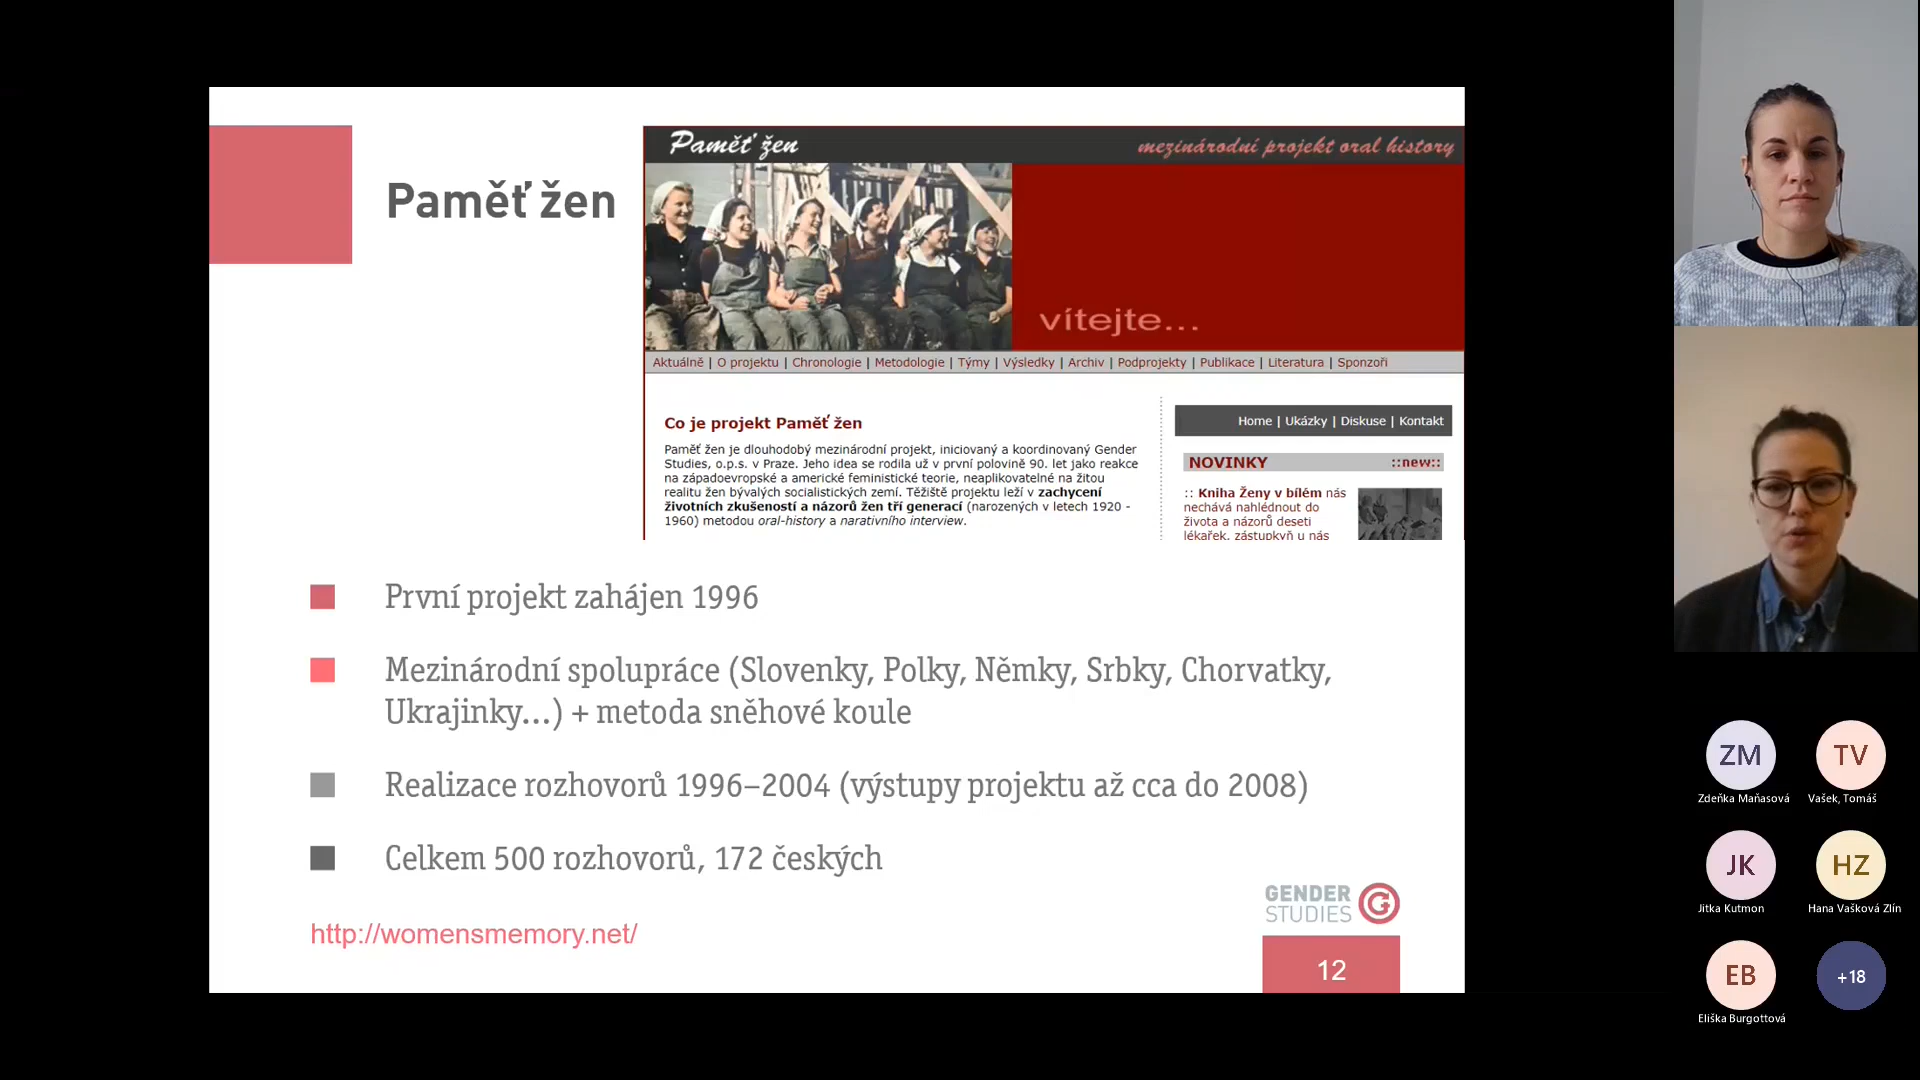 Paměť žen
Paměť žen
mezinárodní projekt oral history
vítejte...
Aktuálně | O projektu | Chronologie | Metodologie | Týmy | Výsledky | Archiv | Podprojekty | Publikace | Literatura | Sponzoři
Co je projekt Paměť žen
Paměť žen je dlouhodobý mezinárodní projekt, iniciovaný a koordinovaný Gender
Studies, o.p.s. v Praze. Jeho idea se rodila už v první polovině 90. let jako reakce
na západoevropské a americké feministické teorie, neaplikovatelné na žitou
realitu žen bývalých socialistických zemí. Těžiště projektu leží v zachycení
životních zkušeností a názorů žen tří generací (narozených v letech 1920 -
1960) metodou oral-history a narativního interview.
Home | Ukázky | Diskuse | Kontakt
NOVINKY ::new::
:: Kniha Ženy v bílém nás
nechává nahlédnout do
života a názorů deseti
lékařek, zástupkyň u nás
První projekt zahájen 1996
Mezinárodní spolupráce (Slovenky, Polky, Němky, Srbky, Chorvatky,
Ukrajinky...) + metoda sněhové koule
Realizace rozhovorů 1996–2004 (výstupy projektu až cca do 2008)
Celkem 500 rozhovorů, 172 českých
http://womensmemory.net/
GENDER
STUDIES
12
ZM
Zdeňka Maňasová
TV
Vašek, Tomáš
JK
Jitka Kutmon
HZ
Hana Vašková Zlín
EB
Eliška Burgottová
+18